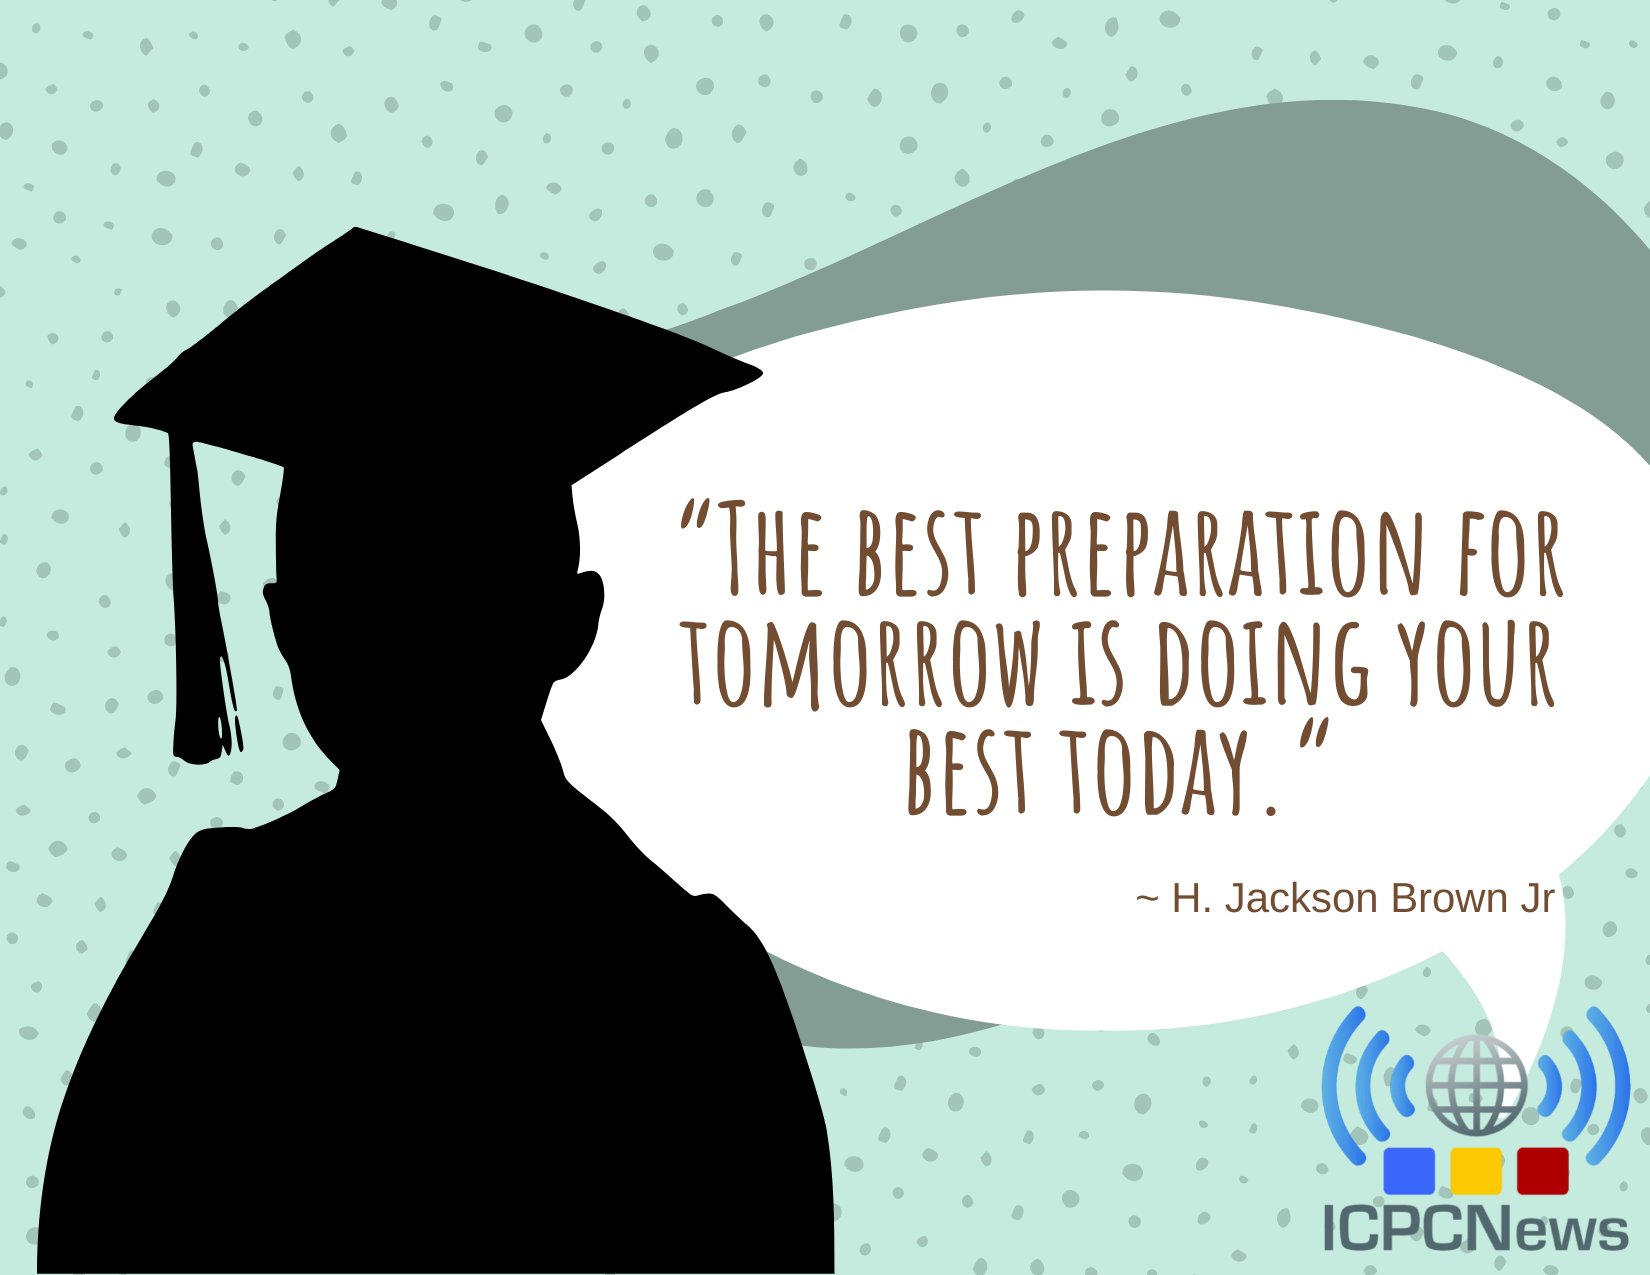 “The best preparation for
tomorrow is doing your
best today.”
~ H. Jackson Brown Jr
ICPCNews